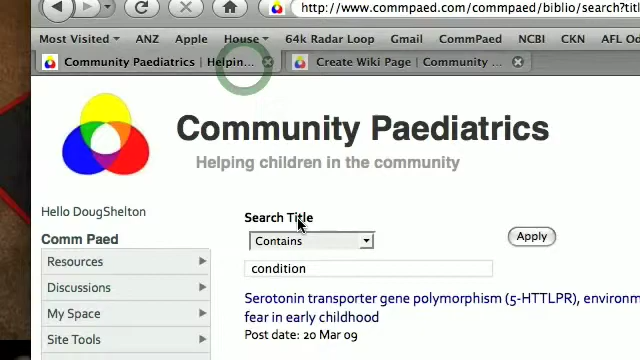 http://www.commpaed.com/commpaed/biblio/search?titl
Most Visited ANZ Apple House 64k Radar Loop Gmail CommPaed NCBI CKN AFL Od
Community Paediatrics | Helpin... Create Wiki Page | Community ...
Community Paediatrics
Helping children in the community
Hello DougShelton
Search Title
Comm Paed
Contains
Apply
Resources
condition
Discussions
My Space
Site Tools
Serotonin transporter gene polymorphism (5-HTTLPR), environm
fear in early childhood
Post date: 20 Mar 09